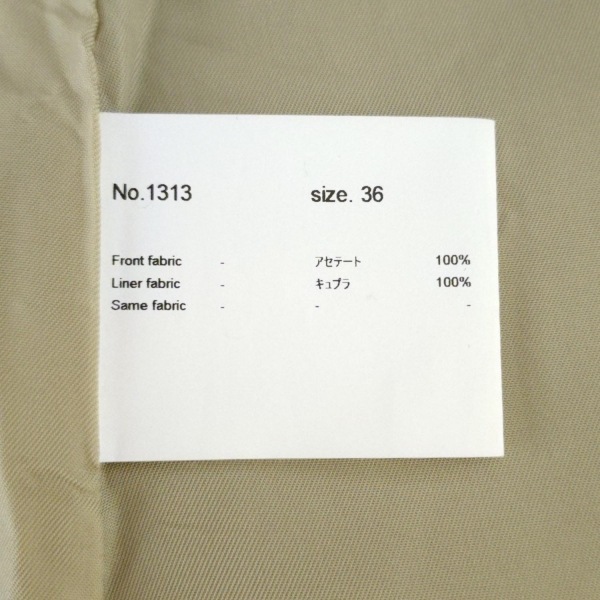 No.1313 size. 36
Front fabric - アセテート 100%
Liner fabric - キュプラ 100%
Same fabric - - -